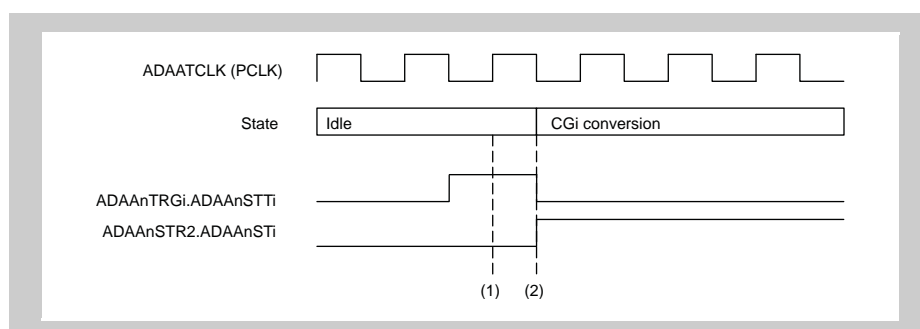 ADAATCLK (PCLK)
State
Idle
CGi conversion
ADAAnTRGi.ADAAnSTTi
ADAAnSTR2.ADAAnSTi
(1)
(2)